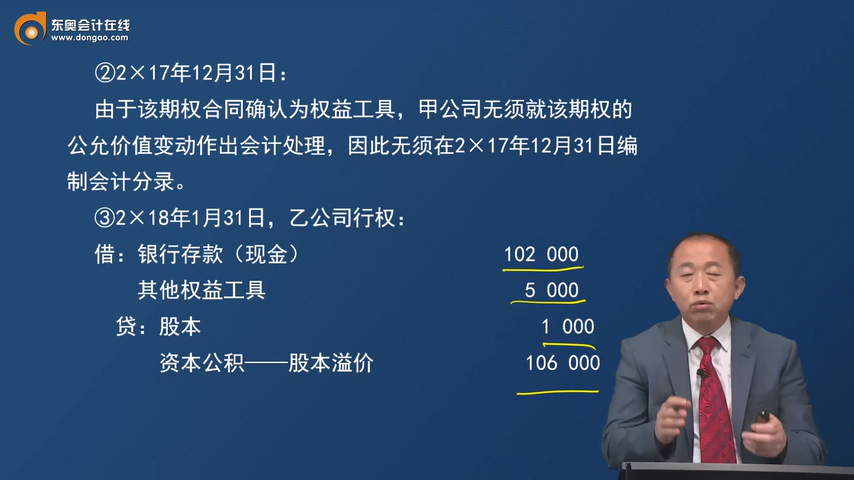 东奥会计在线
www.dongao.com
②2×17年12月31日：
由于该期权合同确认为权益工具，甲公司无须就该期权的
公允价值变动作出会计处理，因此无须在2×17年12月31日编
制会计分录。
③2×18年1月31日，乙公司行权：
借：银行存款（现金） 102 000
其他权益工具 5 000
贷：股本 1 000
资本公积——股本溢价 106 000